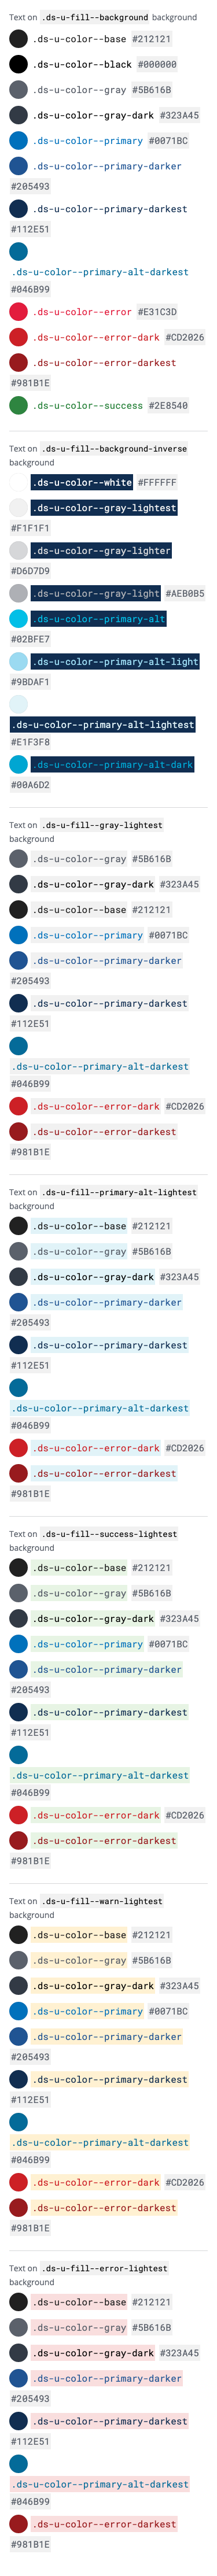 Text on .ds-u-fill--background background
.ds-u-color--base #212121
.ds-u-color--black #000000
.ds-u-color--gray #5B616B
.ds-u-color--gray-dark #323A45
.ds-u-color--primary #0071BC
.ds-u-color--primary-darker
#205493
.ds-u-color--primary-darkest
#112E51
.ds-u-color--primary-alt-darkest
#046B99
.ds-u-color--error #E31C3D
.ds-u-color--error-dark #CD2026
.ds-u-color--error-darkest
#981B1E
.ds-u-color--success #2E8540
Text on .ds-u-fill--background-inverse
background
.ds-u-color--white #FFFFFF
.ds-u-color--gray-lightest
#F1F1F1
.ds-u-color--gray-lighter
#D6D7D9
.ds-u-color--gray-light #AEB0B5
.ds-u-color--primary-alt
#02BFE7
.ds-u-color--primary-alt-light
#9BDAF1
.ds-u-color--primary-alt-lightest
#E1F3F8
.ds-u-color--primary-alt-dark
#00A6D2
Text on .ds-u-fill--gray-lightest
background
.ds-u-color--gray #5B616B
.ds-u-color--gray-dark #323A45
.ds-u-color--base #212121
.ds-u-color--primary #0071BC
.ds-u-color--primary-darker
#205493
.ds-u-color--primary-darkest
#112E51
.ds-u-color--primary-alt-darkest
#046B99
.ds-u-color--error-dark #CD2026
.ds-u-color--error-darkest
#981B1E
Text on .ds-u-fill--primary-alt-lightest
background
.ds-u-color--base #212121
.ds-u-color--gray #5B616B
.ds-u-color--gray-dark #323A45
.ds-u-color--primary-darker
#205493
.ds-u-color--primary-darkest
#112E51
.ds-u-color--primary-alt-darkest
#046B99
.ds-u-color--error-dark #CD2026
.ds-u-color--error-darkest
#981B1E
Text on .ds-u-fill--success-lightest
background
.ds-u-color--base #212121
.ds-u-color--gray #5B616B
.ds-u-color--gray-dark #323A45
.ds-u-color--primary #0071BC
.ds-u-color--primary-darker
#205493
.ds-u-color--primary-darkest
#112E51
.ds-u-color--primary-alt-darkest
#046B99
.ds-u-color--error-dark #CD2026
.ds-u-color--error-darkest
#981B1E
Text on .ds-u-fill--warn-lightest
background
.ds-u-color--base #212121
.ds-u-color--gray #5B616B
.ds-u-color--gray-dark #323A45
.ds-u-color--primary #0071BC
.ds-u-color--primary-darker
#205493
.ds-u-color--primary-darkest
#112E51
.ds-u-color--primary-alt-darkest
#046B99
.ds-u-color--error-dark #CD2026
.ds-u-color--error-darkest
#981B1E
Text on .ds-u-fill--error-lightest
background
.ds-u-color--base #212121
.ds-u-color--gray #5B616B
.ds-u-color--gray-dark #323A45
.ds-u-color--primary-darker
#205493
.ds-u-color--primary-darkest
#112E51
.ds-u-color--primary-alt-darkest
#046B99
.ds-u-color--error-darkest
#981B1E